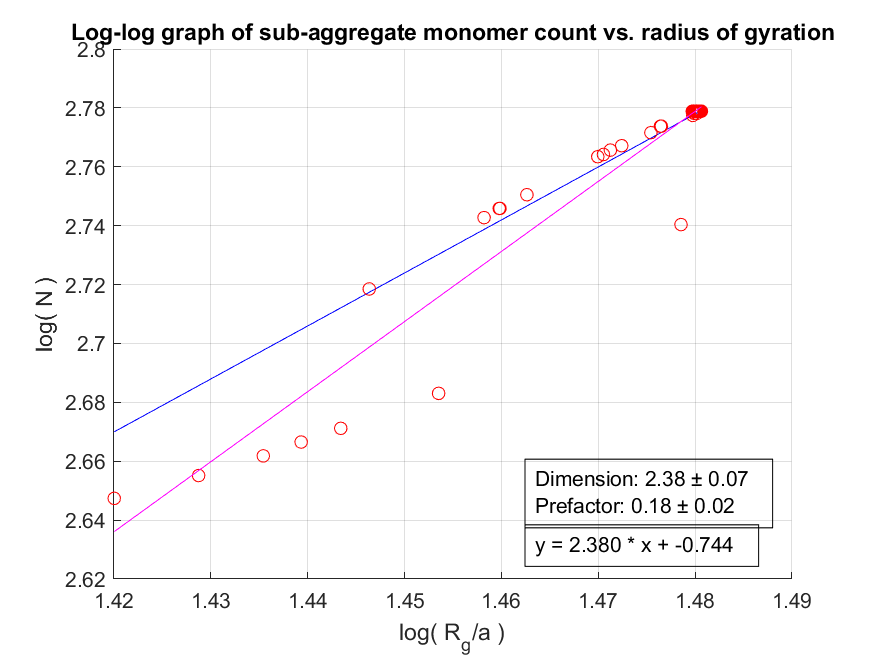 Log-log graph of sub-aggregate monomer count vs. radius of gyration
2.8
2.78
2.76
2.74
2.72
2.7
2.68
2.66
2.64
2.62
log( N )
Dimension: 2.38 ± 0.07
Prefactor: 0.18 ± 0.02
y = 2.380 * x + -0.744
1.42 1.43 1.44 1.45 1.46 1.47 1.48 1.49
log( R_g/a )